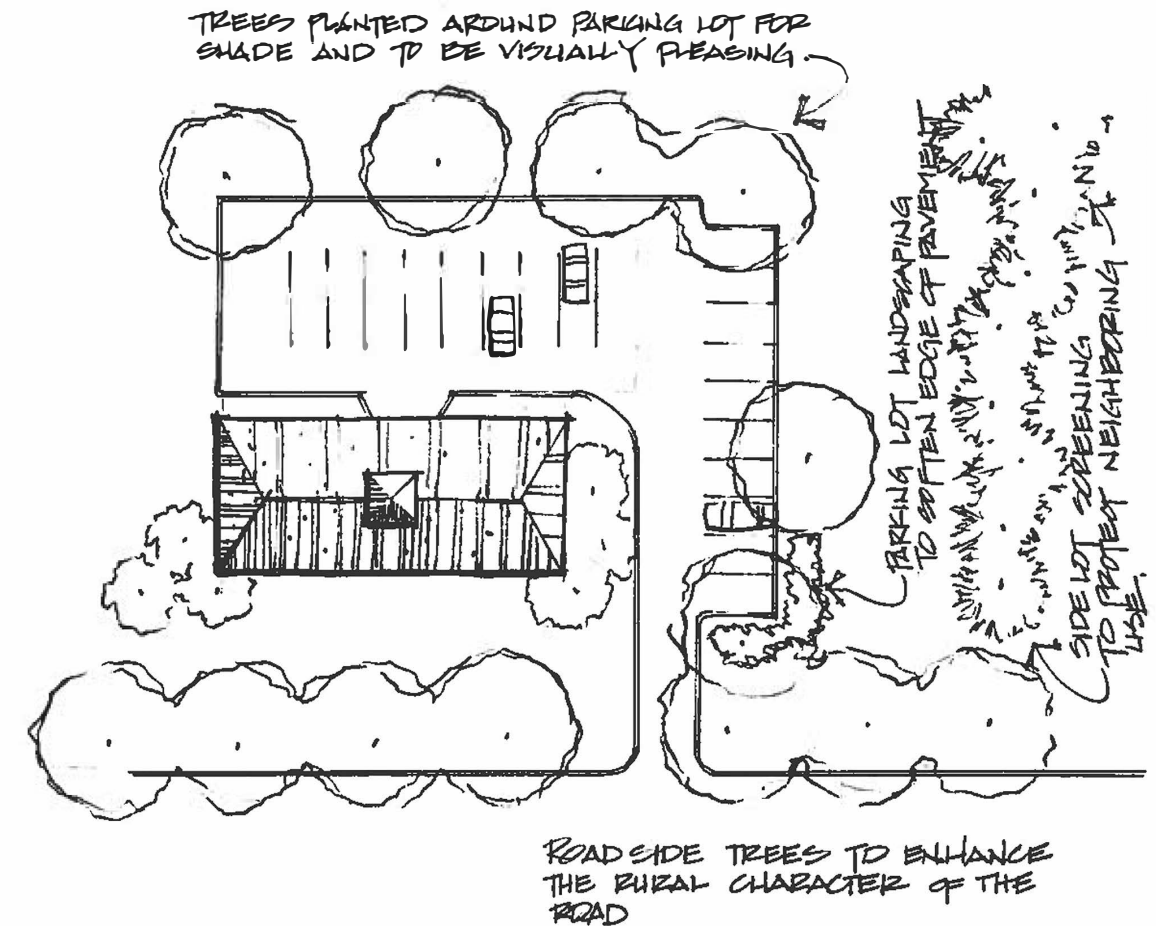 TREES PLANTED AROUND PARKING LOT FOR
SHADE AND TO BE VISUALLY PLEASING.
PARKING LOT LANDSCAPING
TO SOFTEN EDGE OF PAVEMENT
SIDE LOT SCREENING
TO PROTECT NEIGHBORING
USE.
ROADSIDE TREES TO ENHANCE
THE RURAL CHARACTER OF THE
ROAD